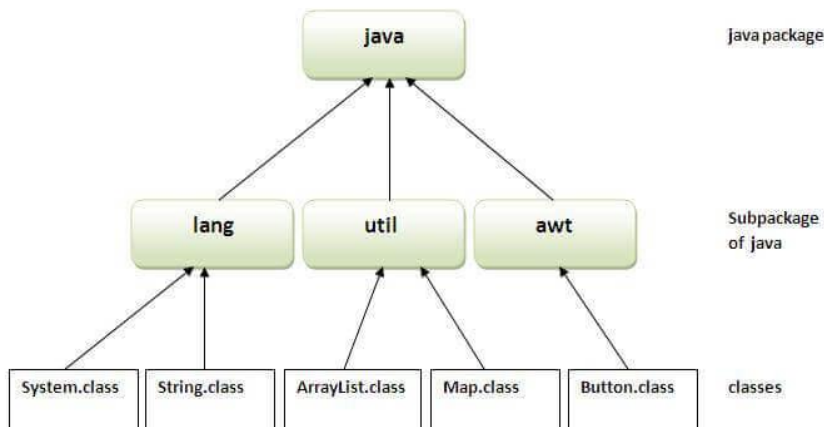 java
java package
lang
util
awt
Subpackage
of java
System.class
String.class
ArrayList.class
Map.class
Button.class
classes